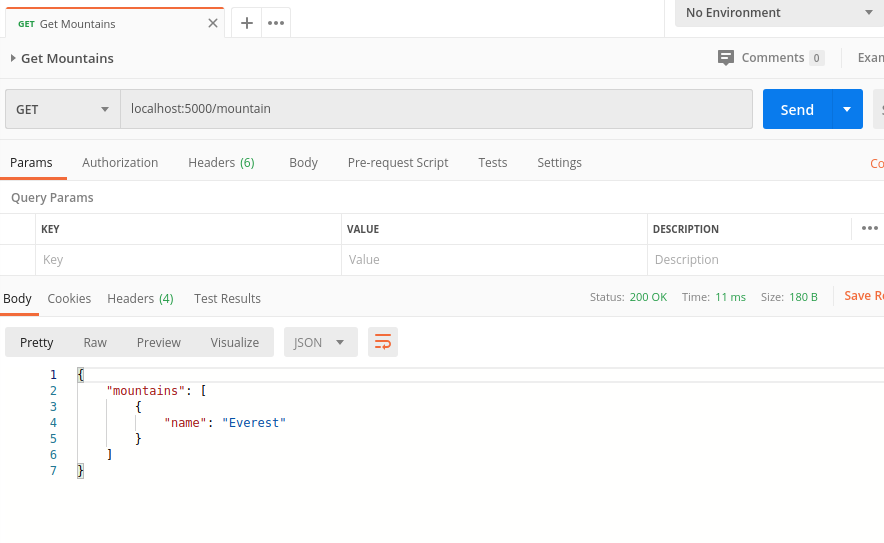 GET Get Mountains
No Environment
Get Mountains
Comments 0
GET localhost:5000/mountain Send
Params Authorization Headers (6) Body Pre-request Script Tests Settings
Query Params
KEY VALUE DESCRIPTION
Key Value Description
Body Cookies Headers (4) Test Results Status: 200 OK Time: 11 ms Size: 180 B Save
Pretty Raw Preview Visualize JSON
1 {
2 "mountains": [
3 {
4 "name": "Everest"
5 }
6 ]
7 }